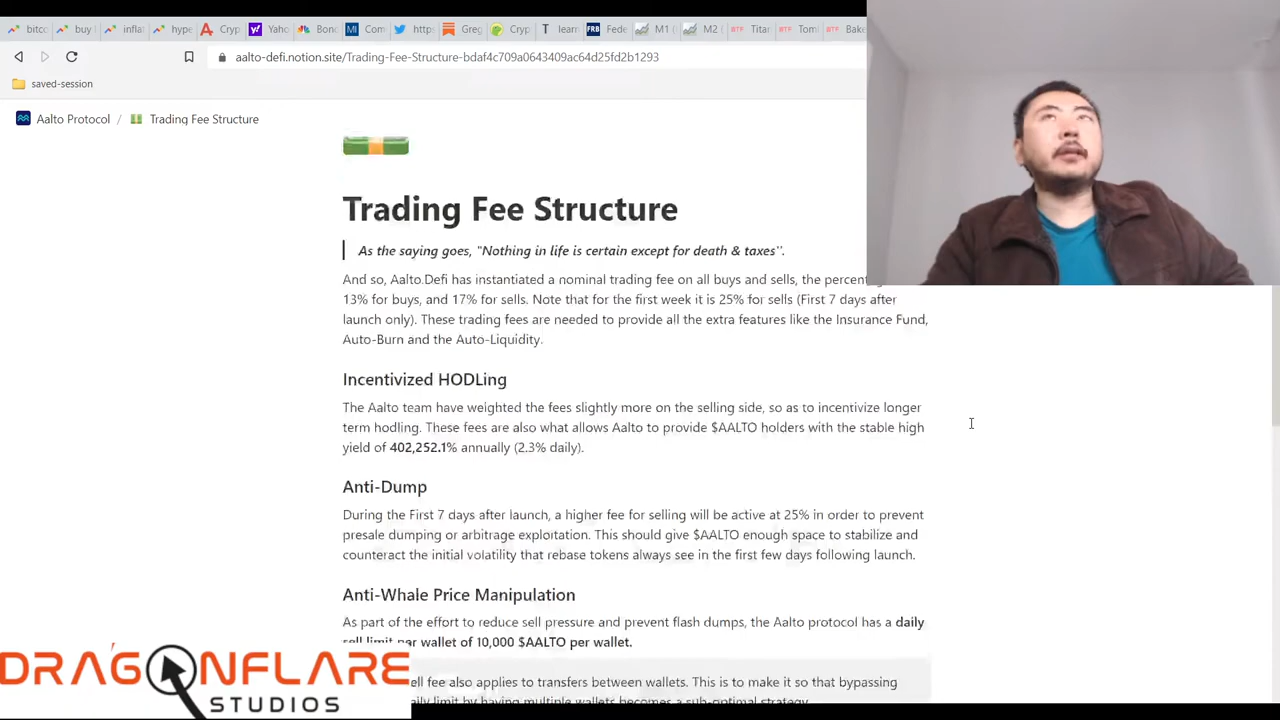 bitco
buy
infla
hype
Cryp
Yaho
Bond
Com
http:
Greg
Cryp
learn
Fede
M1 (
M2 (
Titar
Tom
Bake
aalto-defi.notion.site/Trading-Fee-Structure-bdaf4c709a0643409ac64d25fd2b1293
saved-session
Aalto Protocol / Trading Fee Structure
Trading Fee Structure
As the saying goes, "Nothing in life is certain except for death & taxes''.
And so, Aalto.Defi has instantiated a nominal trading fee on all buys and sells, the
13% for buys, and 17% for sells. Note that for the first week it is 25% for sells (First 7 days after
launch only). These trading fees are needed to provide all the extra features like the Insurance Fund,
Auto-Burn and the Auto-Liquidity.
Incentivized HODLing
The Aalto team have weighted the fees slightly more on the selling side, so as to incentivize longer
term hodling. These fees are also what allows Aalto to provide $AALTO holders with the stable high
yield of 402,252.1% annually (2.3% daily).
Anti-Dump
During the First 7 days after launch, a higher fee for selling will be active at 25% in order to prevent
presale dumping or arbitrage exploitation. This should give $AALTO enough space to stabilize and
counteract the initial volatility that rebase tokens always see in the first few days following launch.
Anti-Whale Price Manipulation
As part of the effort to reduce sell pressure and prevent flash dumps, the Aalto protocol has a daily
sell limit per wallet of 10,000 $AALTO per wallet.
ell fee also applies to transfers between wallets. This is to make it so that bypassing
aily limit by having multiple wallets becomes a sub-optimal strategy.
DRAGONFLARE
STUDIOS